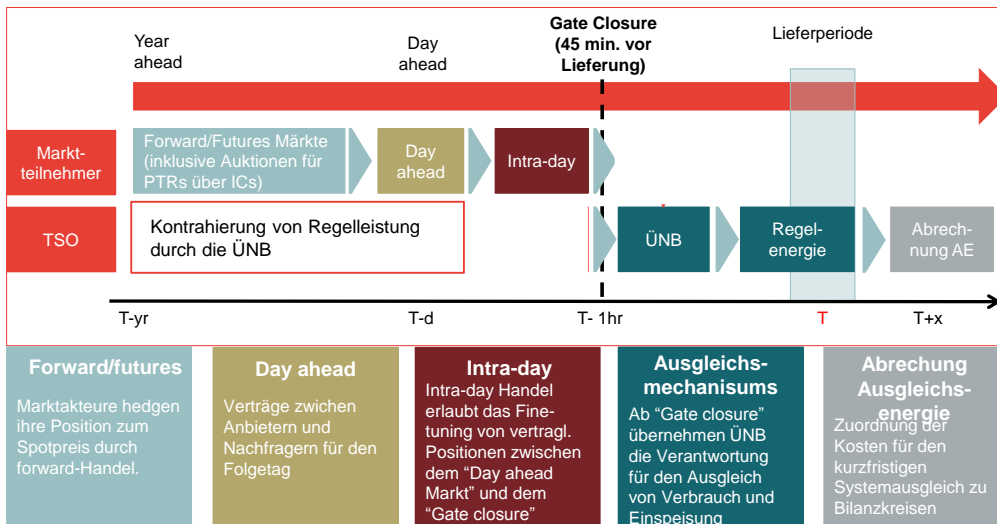 Year
ahead
Day
ahead
Gate Closure
(45 min. vor
Lieferung)
Lieferperiode
Markt-
teilnehmer
Forward/Futures Märkte
(inklusive Auktionen für
PTRs über ICs)
Day
ahead
Intra-day
TSO
Kontrahierung von Regelleistung
durch die ÜNB
ÜNB
Regel-
energie
Abrech-
nung AE
T-yr
T-d
T- 1hr
T
T+x
Forward/futures
Marktakteure hedgen
ihre Position zum
Spotpreis durch
forward-Handel.
Day ahead
Verträge zwichen
Anbietern und
Nachfragern für den
Folgetag
Intra-day
Intra-day Handel
erlaubt das Fine-
tuning von vertragl.
Positionen zwischen
dem “Day ahead
Markt” und dem
“Gate closure”
Ausgleichs-
mechanisums
Ab “Gate closure”
übernehmen ÜNB
die Verantwortung
für den Ausgleich
von Verbrauch und
Einspeisung
Abrechung
Ausgleichs-
energie
Zuordnung der
Kosten für den
kurzfristigen
Systemausgleich zu
Bilanzkreisen